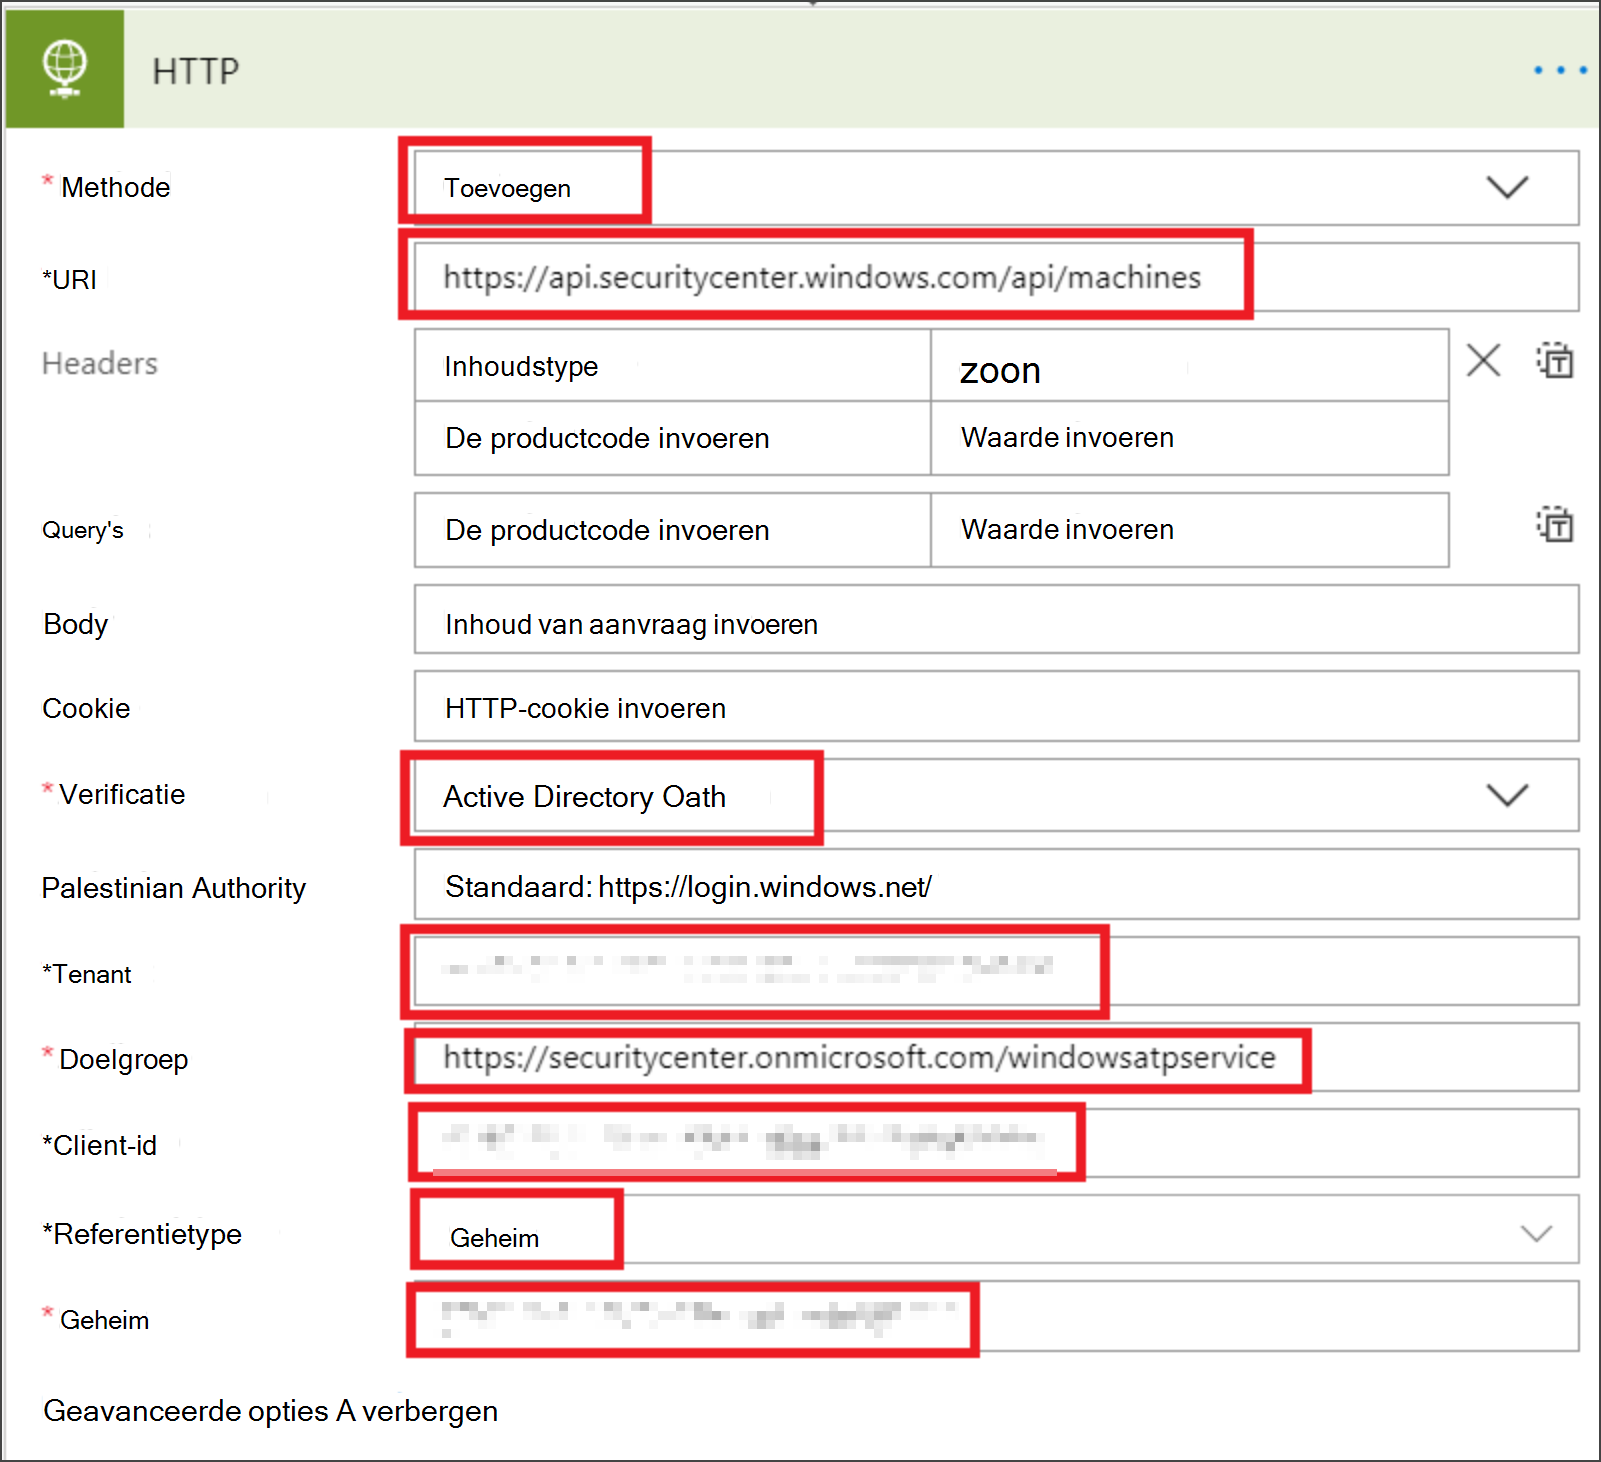 HTTP
* Methode
Toevoegen
*URI
https://api.securitycenter.windows.com/api/machines
Headers
Inhoudstype
zoon
De productcode invoeren
Waarde invoeren
Query's
De productcode invoeren
Waarde invoeren
Body
Inhoud van aanvraag invoeren
Cookie
HTTP-cookie invoeren
* Verificatie
Active Directory Oath
Palestinian Authority
Standaard: https://login.windows.net/
*Tenant
* Doelgroep
https://securitycenter.onmicrosoft.com/windowsatpservice
*Client-id
*Referentietype
Geheim
* Geheim
Geavanceerde opties A verbergen